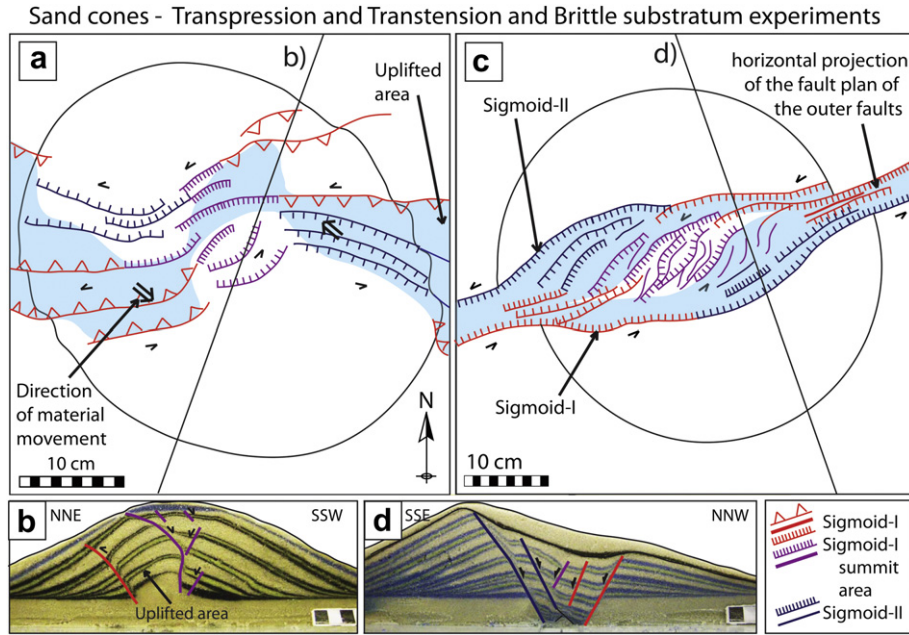 Sand cones - Transpression and Transtension and Brittle substratum experiments
a
b)
Uplifted
area
Direction
of material
movement
10 cm
N
c
d)
horizontal projection
of the fault plan of
the outer faults
Sigmoid-II
Sigmoid-I
10 cm
b
NNE
SSW
Uplifted area
d
SSE
NNW
Sigmoid-I
Sigmoid-I
summit
area
Sigmoid-II